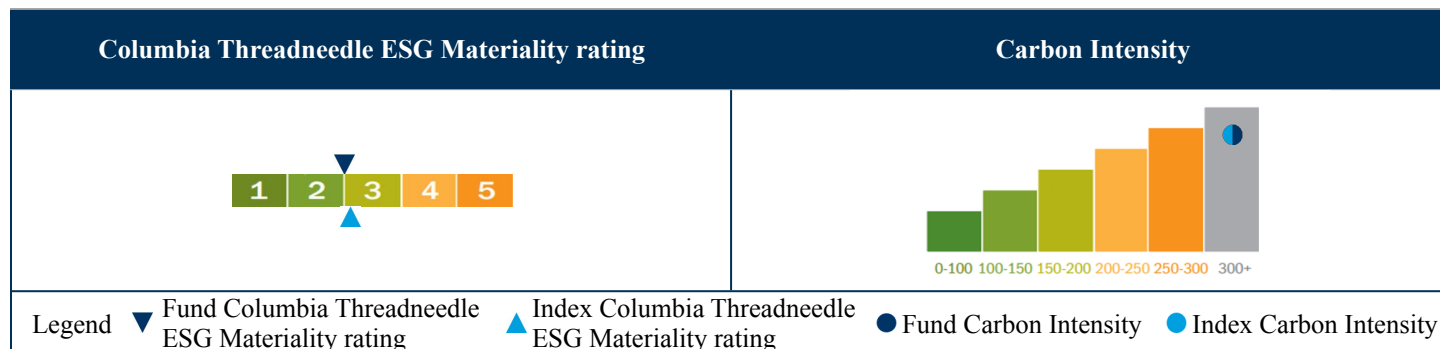 Columbia Threadneedle ESG Materiality rating
Carbon Intensity
1 2 3 4 5
0-100 100-150 150-200 200-250 250-300 300+
Legend
Fund Columbia Threadneedle
ESG Materiality rating
Index Columbia Threadneedle
ESG Materiality rating
Fund Carbon Intensity
Index Carbon Intensity